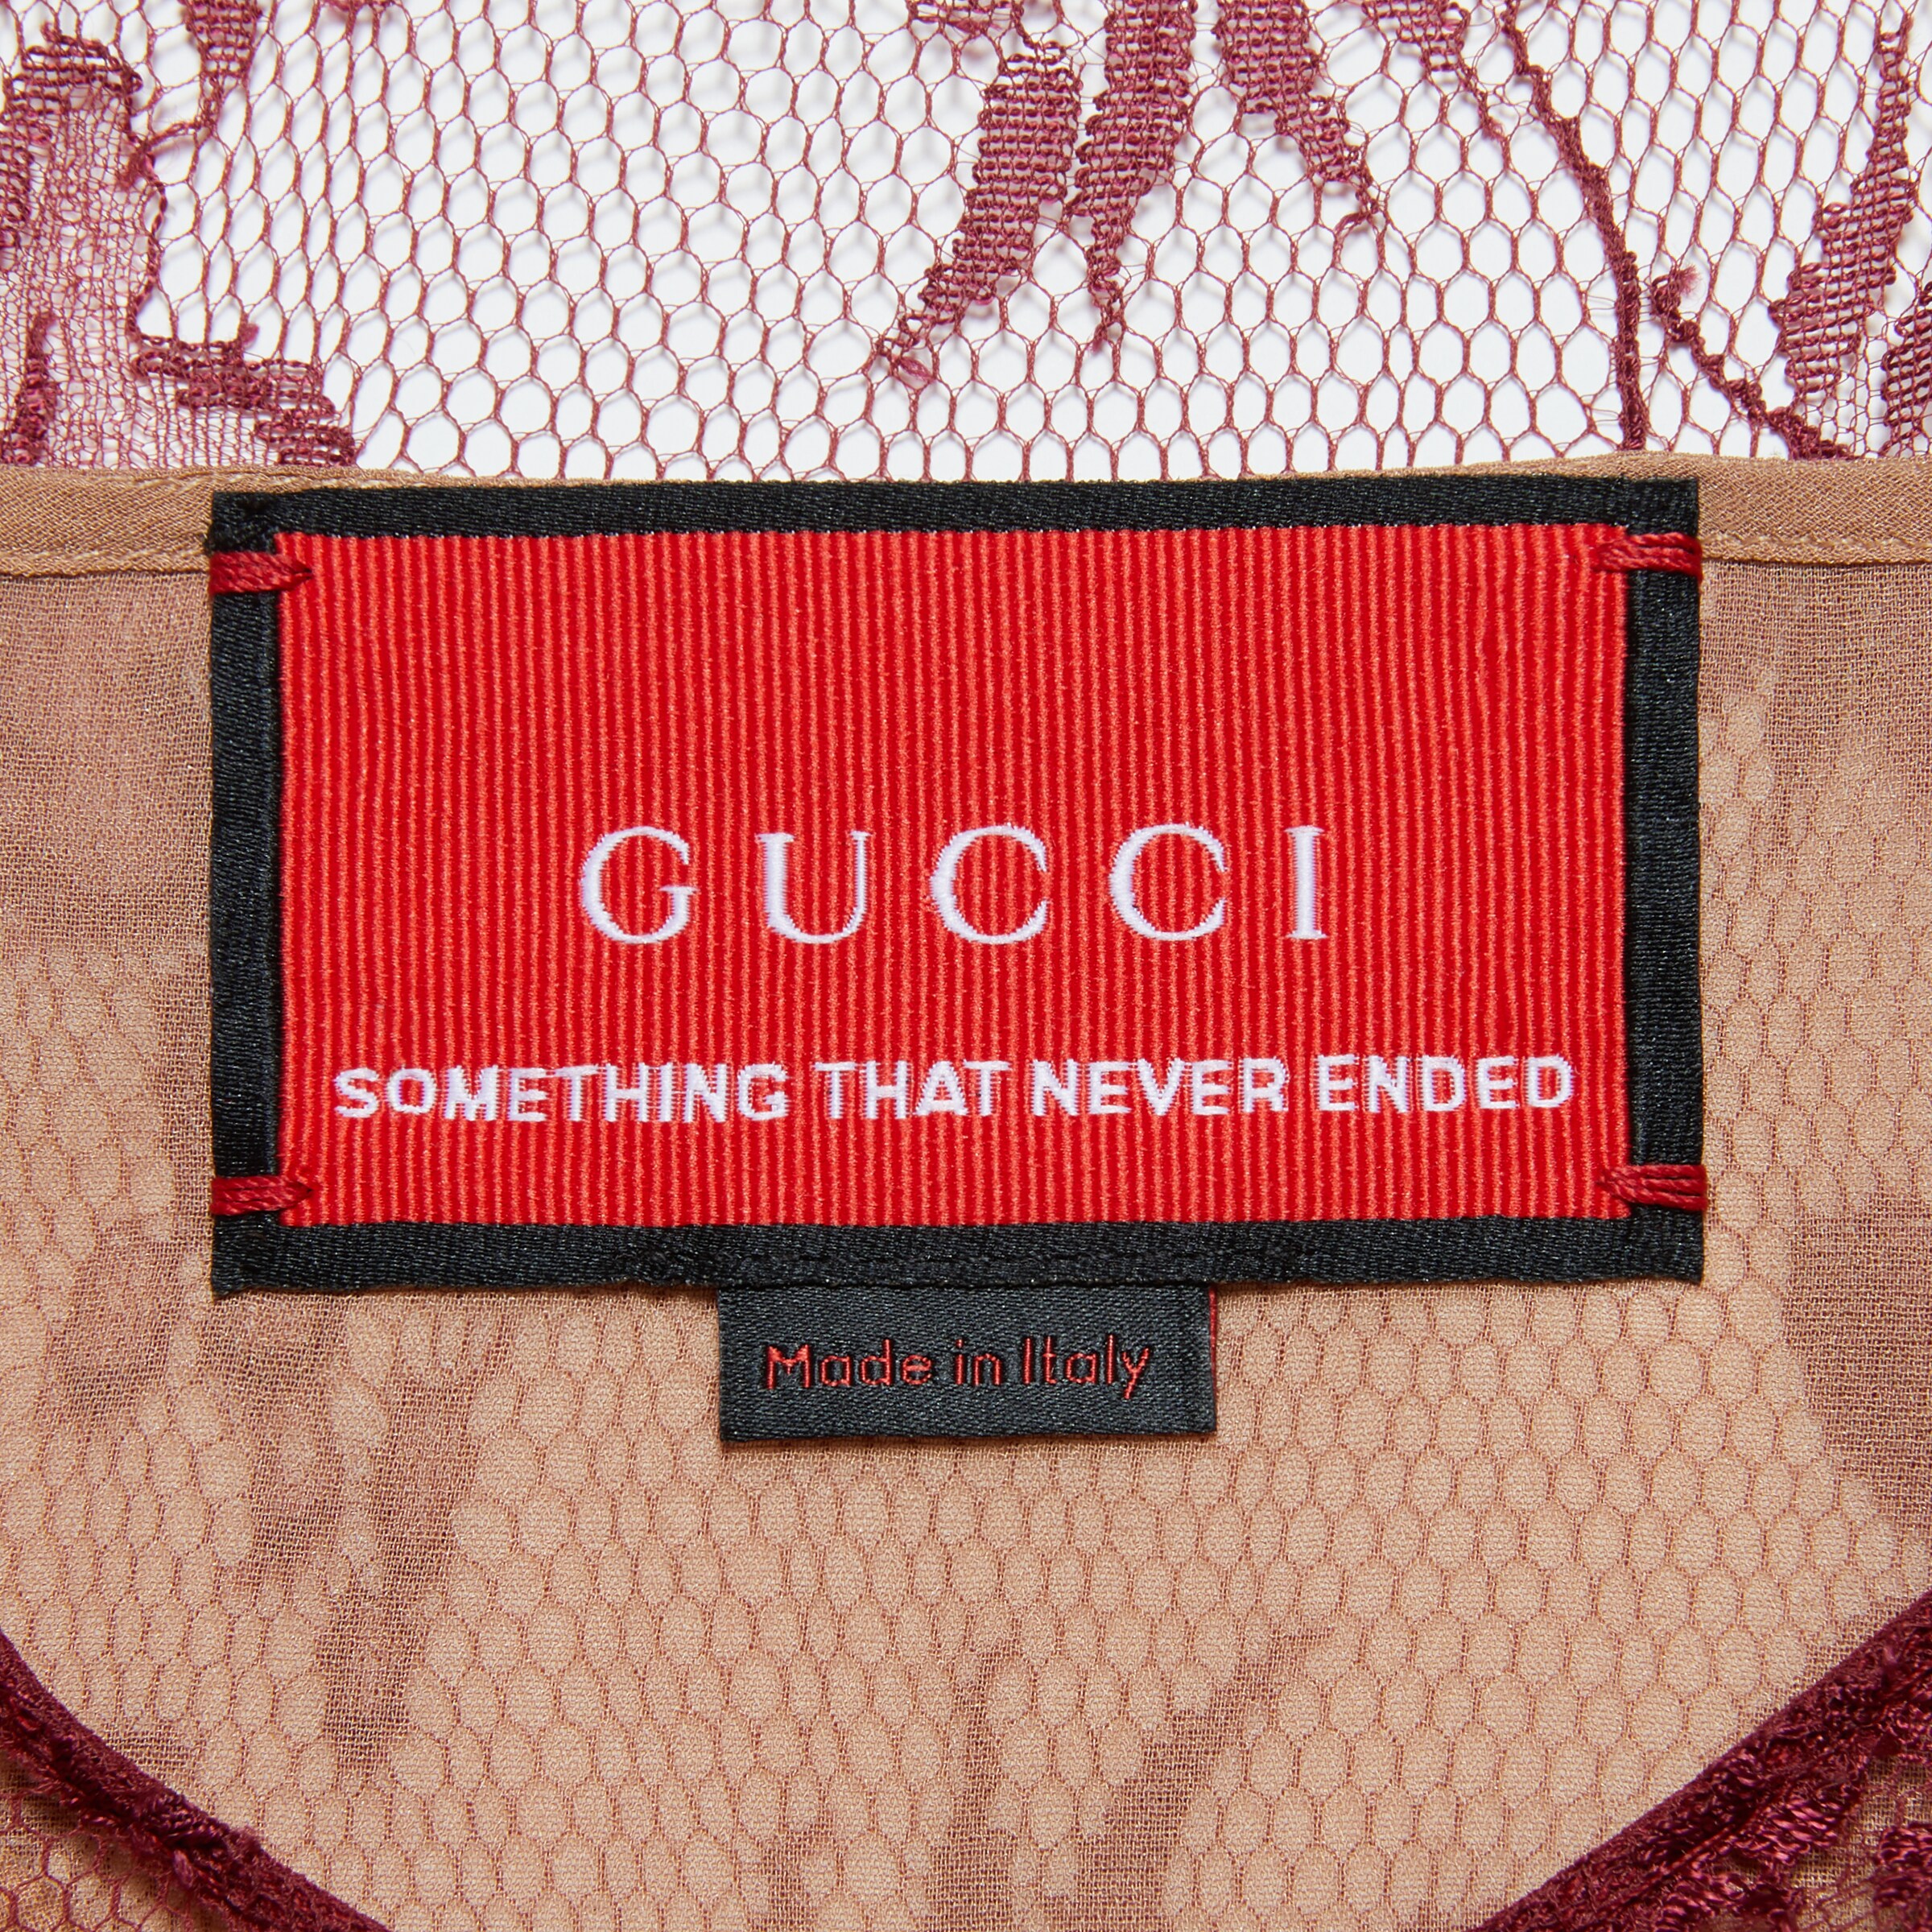 GUCCI
SOMETHING THAT NEVER ENDED
Made in Italy